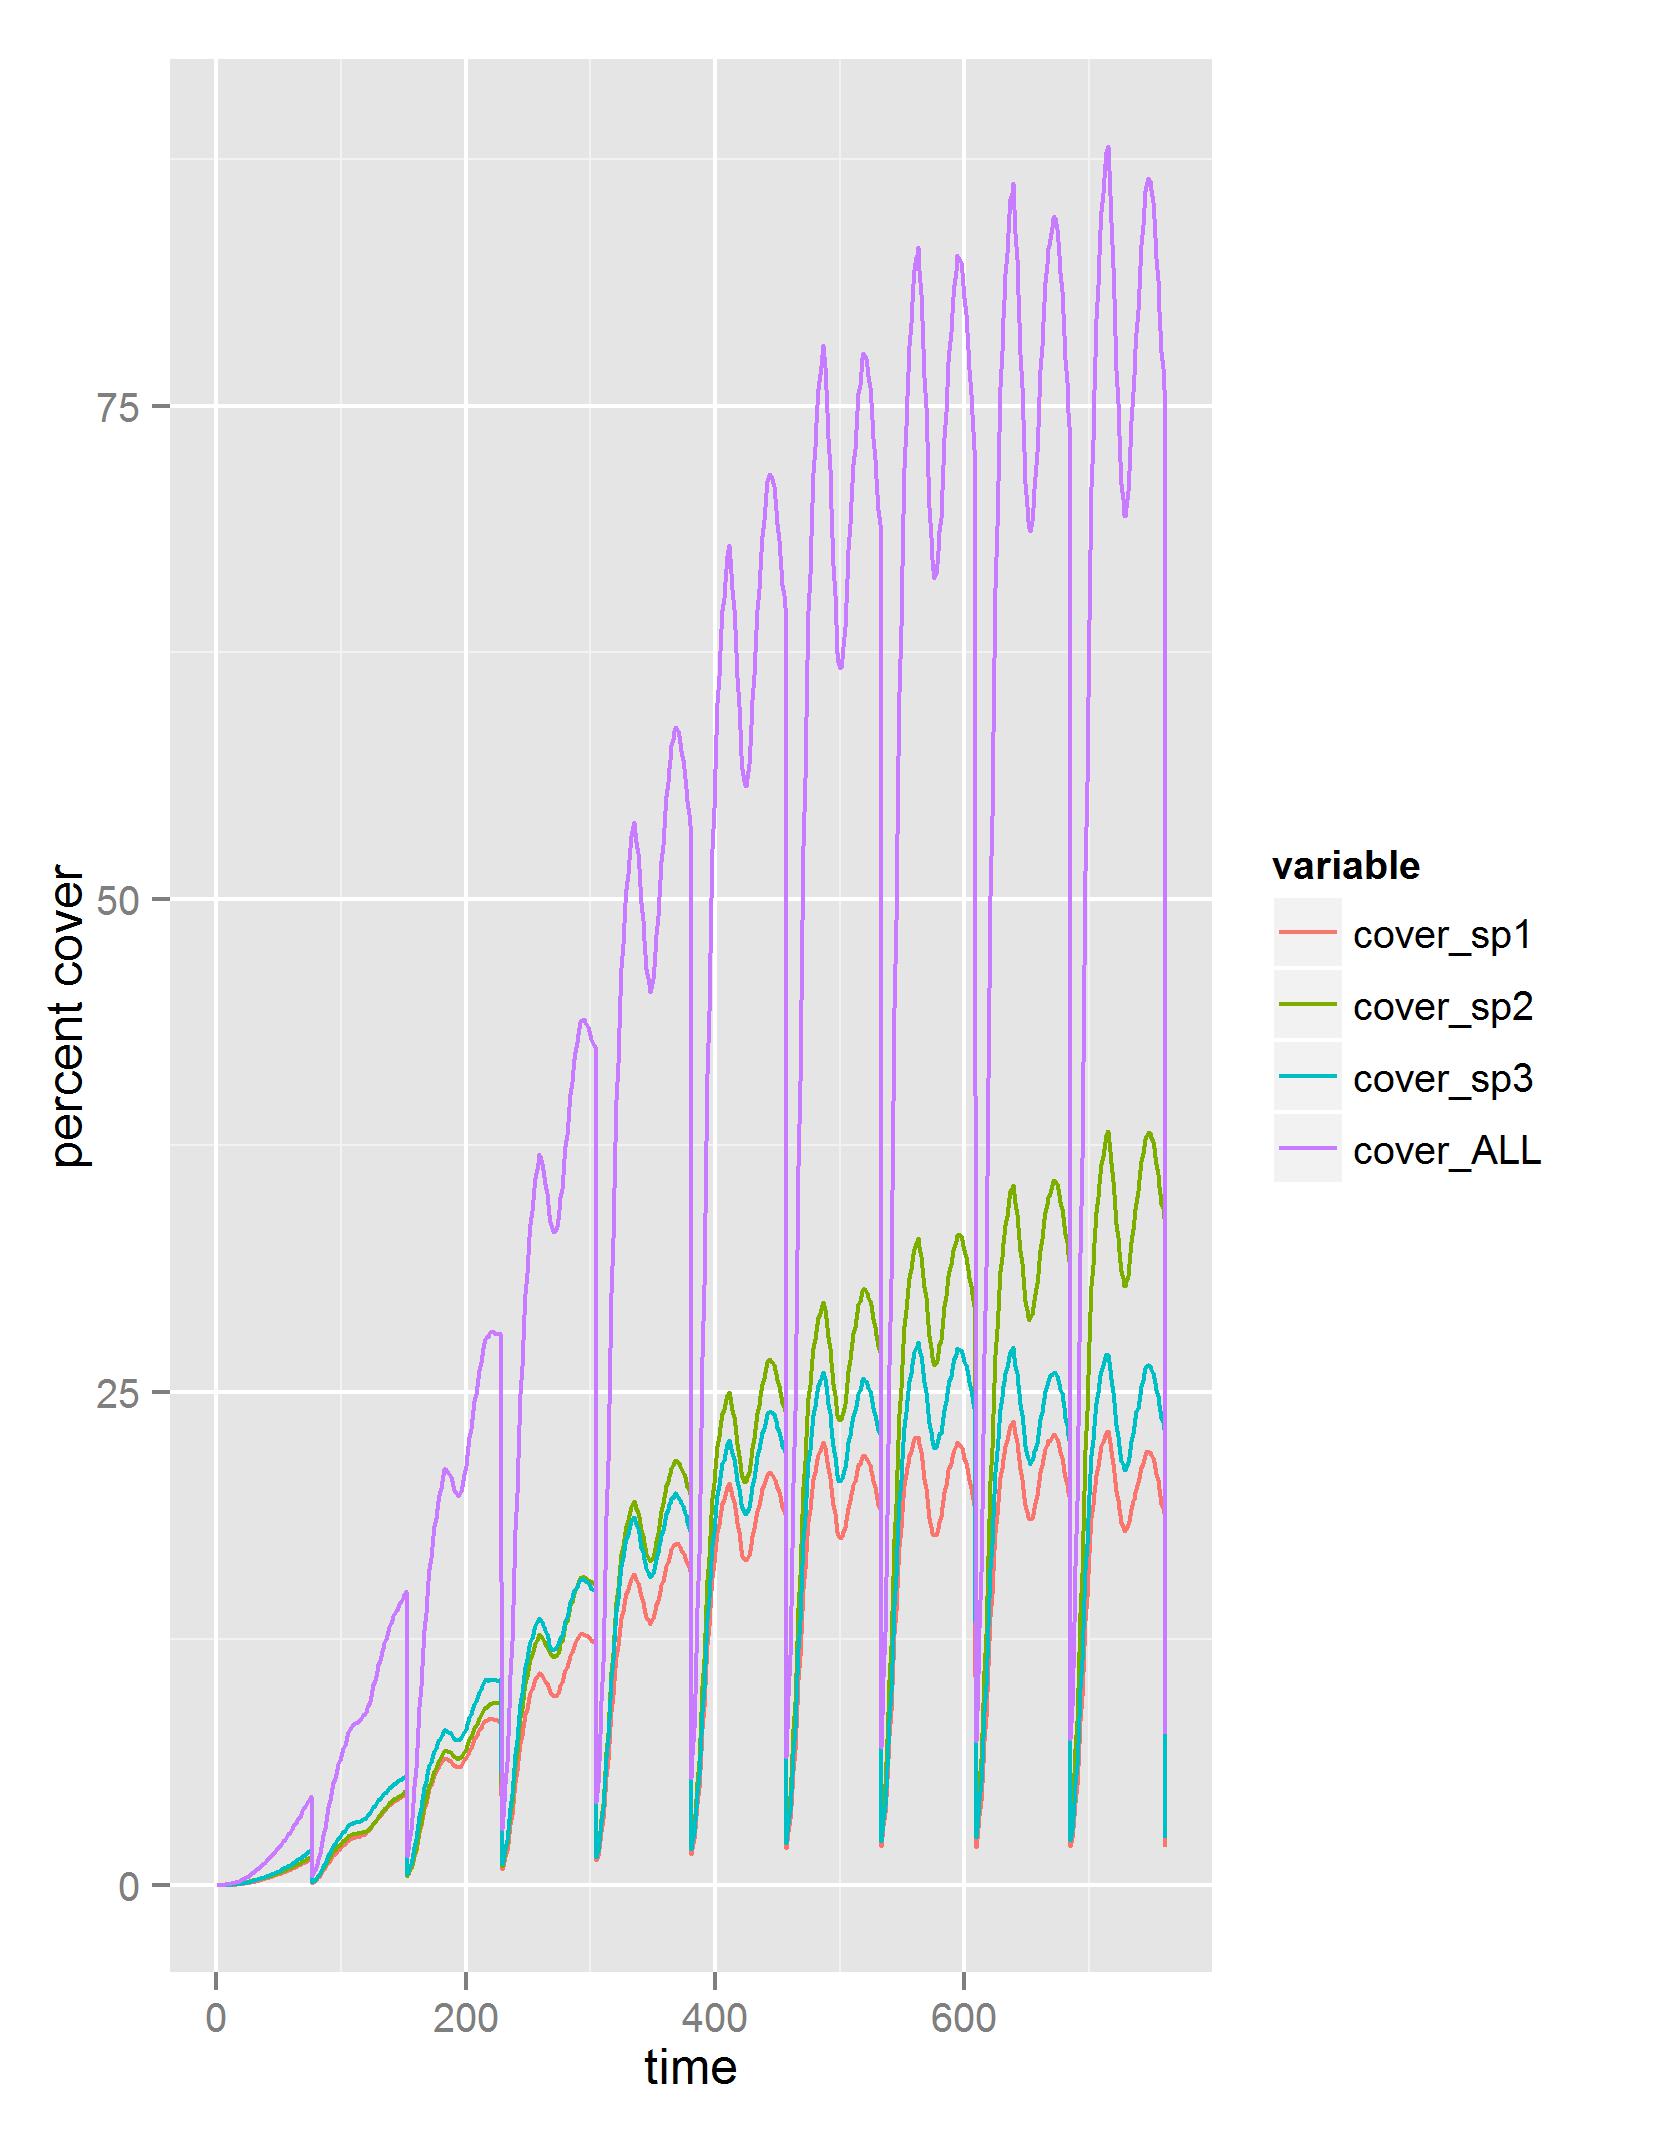 percent cover
75
50
25
0
0 200 400 600
time
variable
cover_sp1
cover_sp2
cover_sp3
cover_ALL